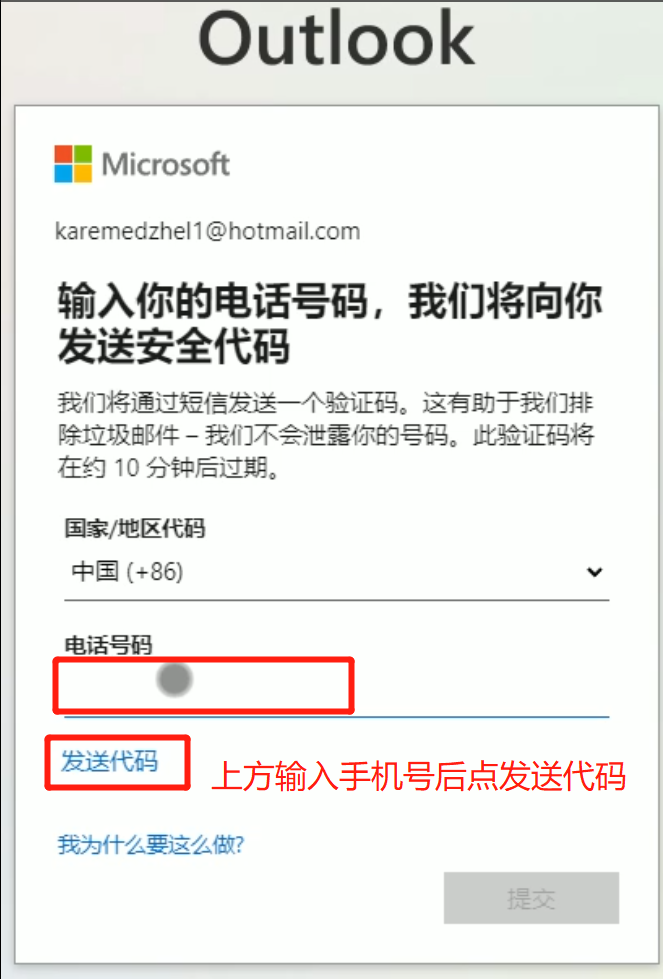 Outlook
Microsoft
karemedzhel1@hotmail.com
输入你的电话号码，我们将向你
发送安全代码
我们将通过短信发送一个验证码。这有助于我们排
除垃圾邮件 – 我们不会泄露你的号码。此验证码将
在约 10 分钟后过期。
国家/地区代码
中国 (+86)
电话号码
发送代码
上方输入手机号后点发送代码
我为什么要这么做?
提交